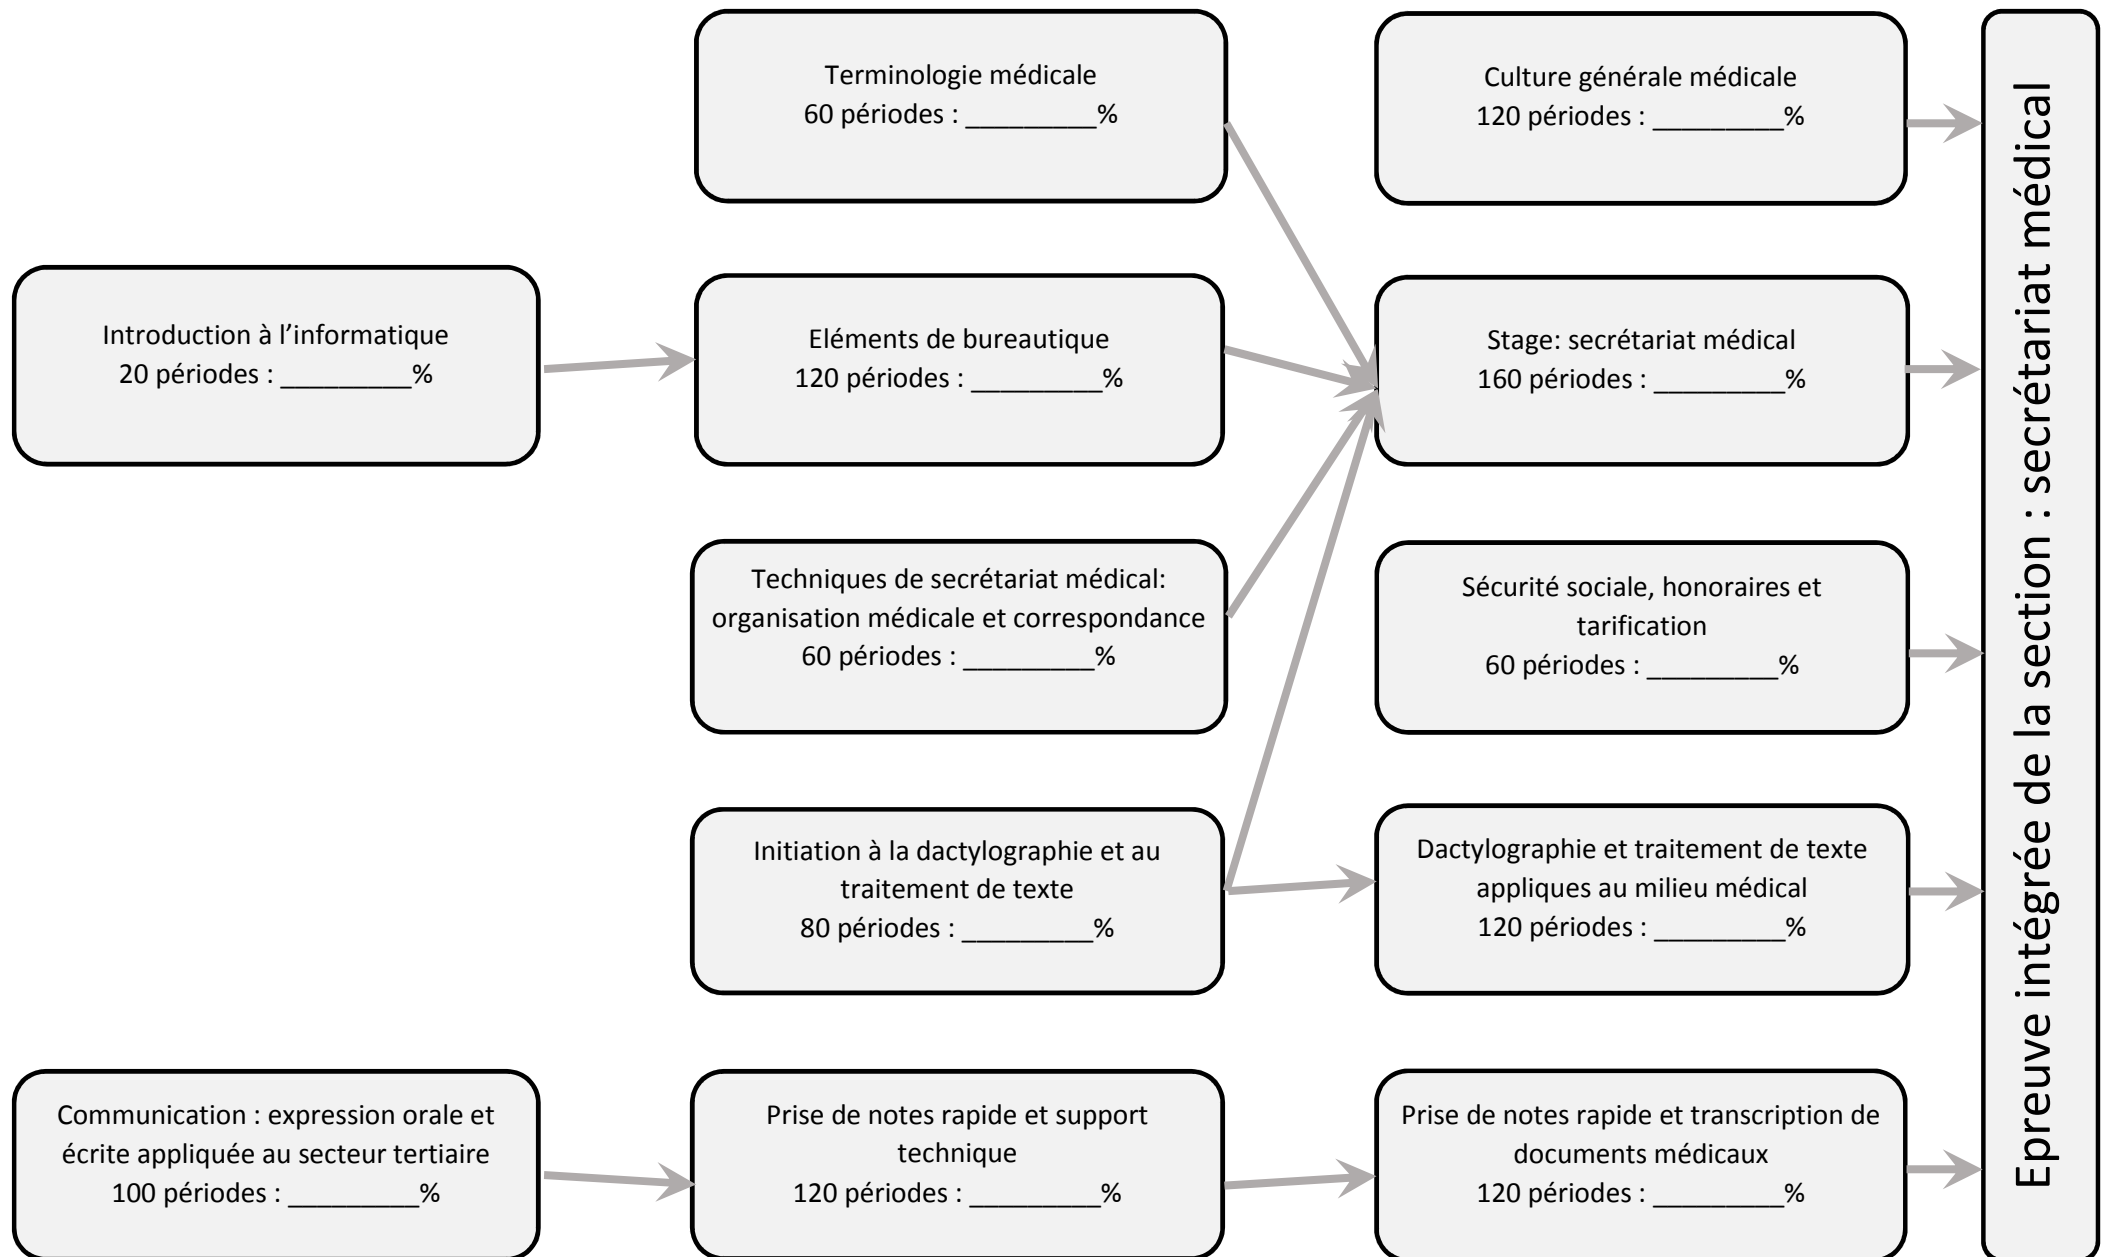 Terminologie médicale
60 périodes : _________%
Culture générale médicale
120 périodes : _________%
Introduction à l’informatique
20 périodes : _________%
Eléments de bureautique
120 périodes : _________%
Stage: secrétariat médical
160 périodes : _________%
Techniques de secrétariat médical:
organisation médicale et correspondance
60 périodes : _________%
Sécurité sociale, honoraires et
tarification
60 périodes : _________%
Initiation à la dactylographie et au
traitement de texte
80 périodes : _________%
Dactylographie et traitement de texte
appliques au milieu médical
120 périodes : _________%
Communication : expression orale et
écrite appliquée au secteur tertiaire
100 périodes : _________%
Prise de notes rapide et support
technique
120 périodes : _________%
Prise de notes rapide et transcription de
documents médicaux
120 périodes : _________%
Epreuve intégrée de la section : secrétariat médical